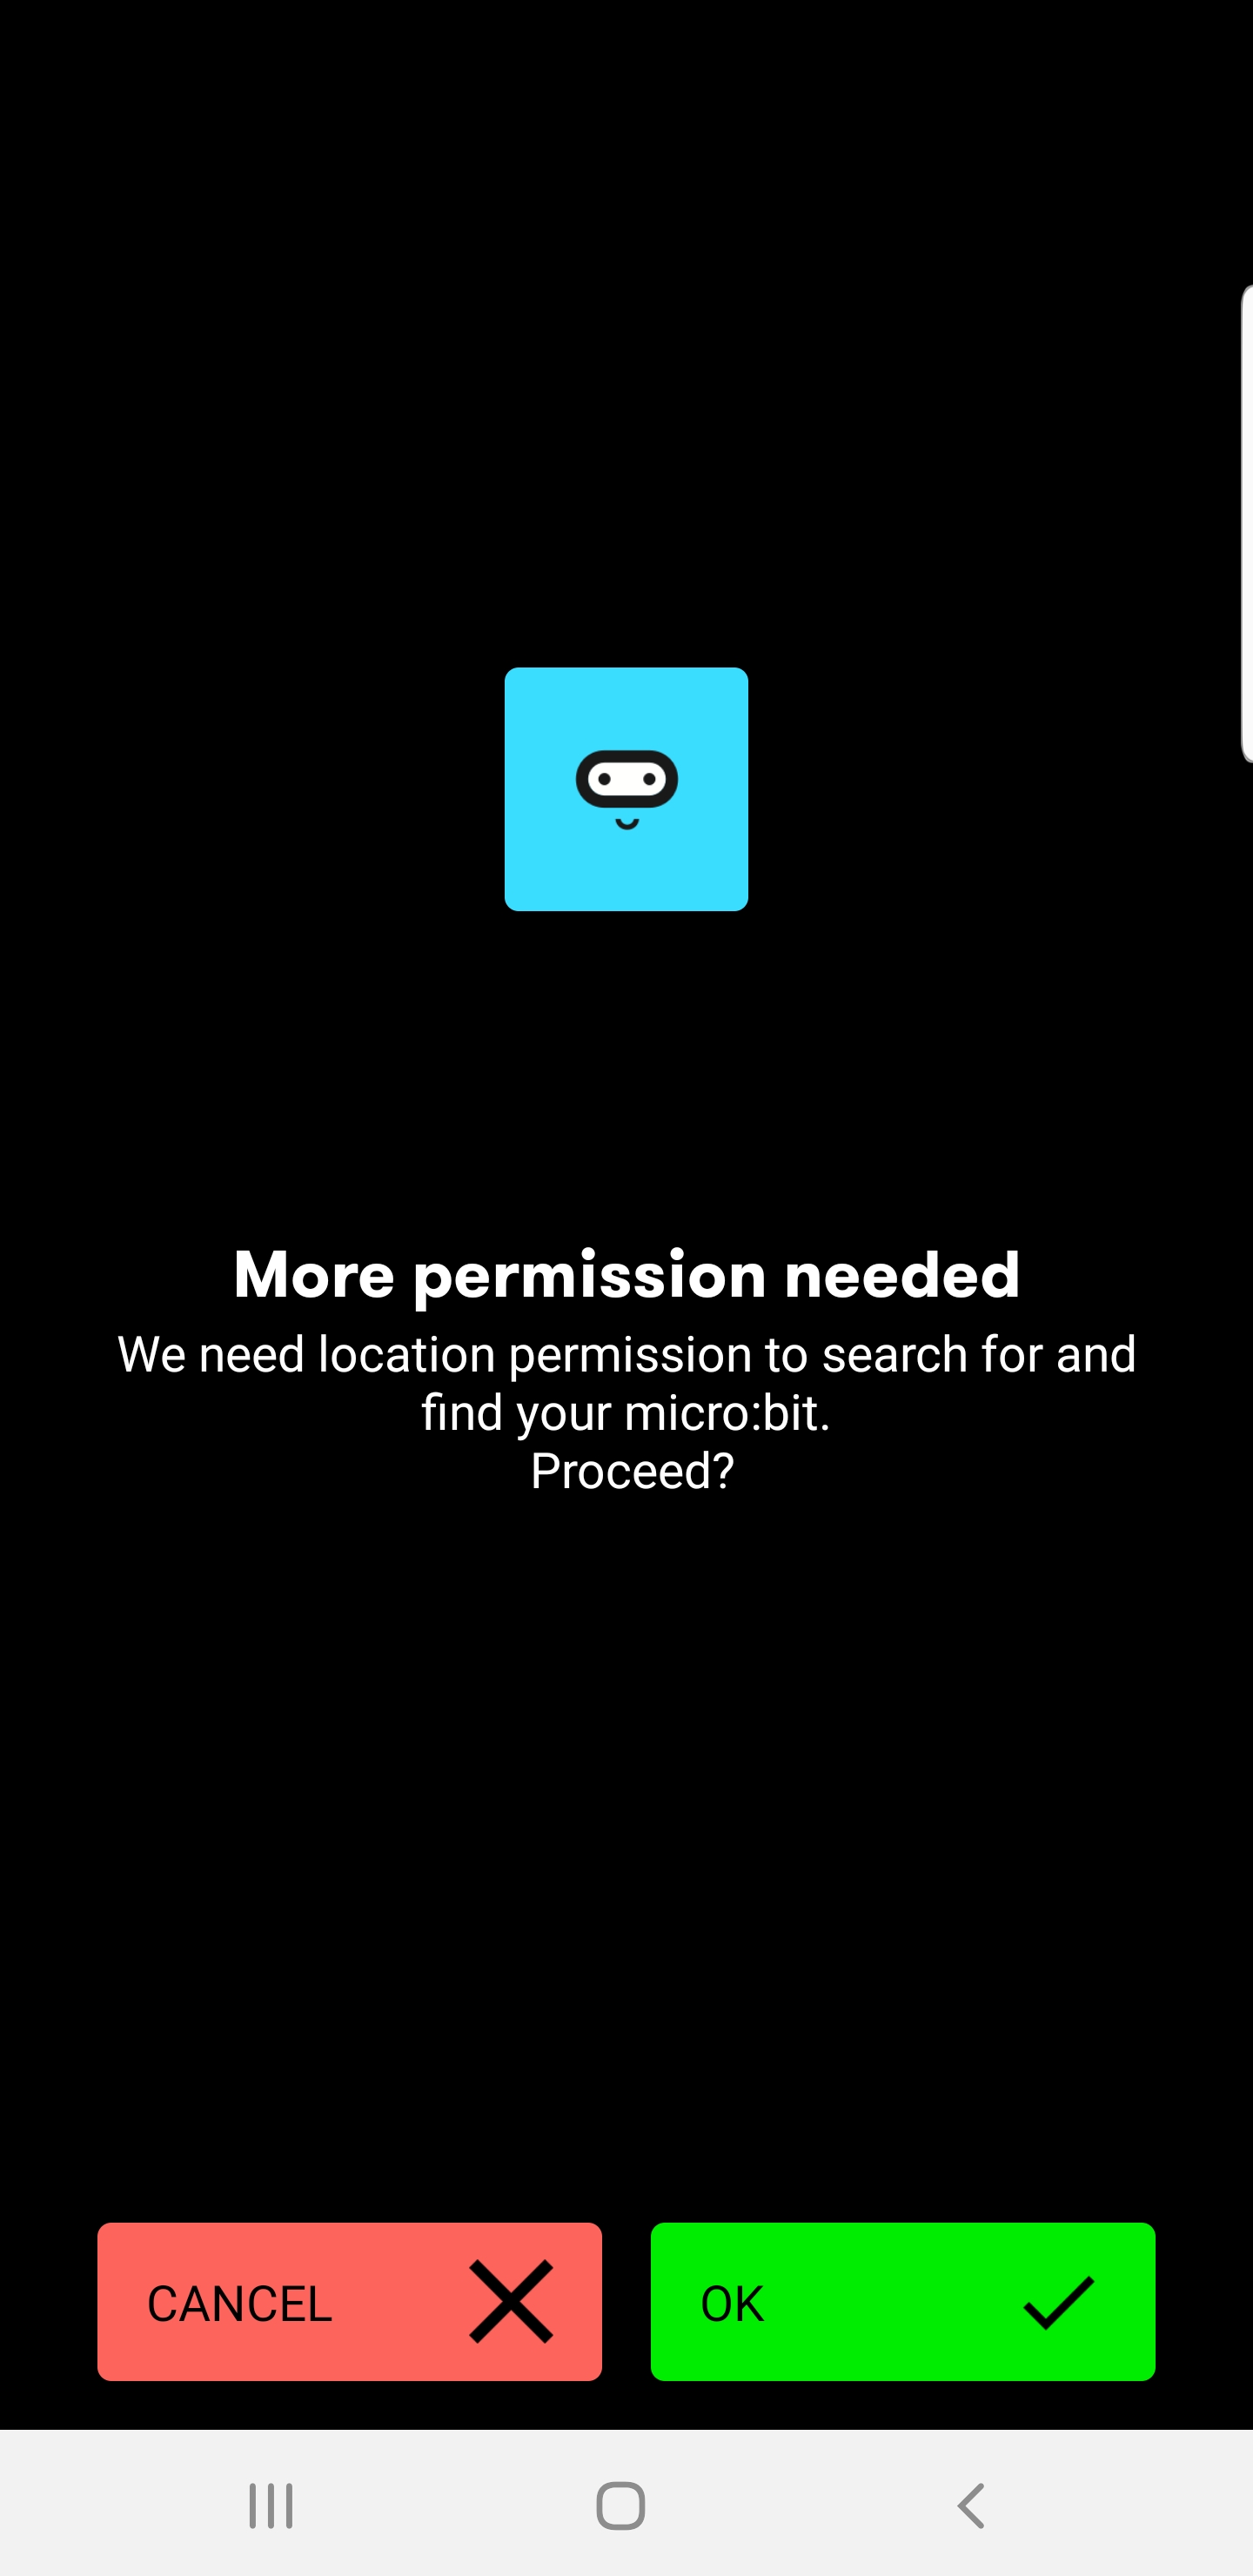 More permission needed
We need location permission to search for and
find your micro:bit.
Proceed?
CANCEL
OK